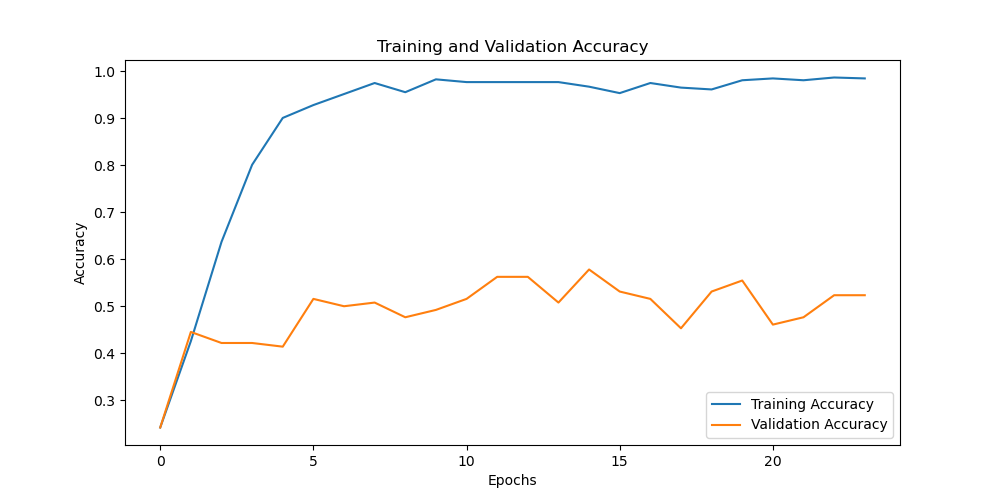 Training and Validation Accuracy
1.0
0.9
0.8
0.7
0.6
0.5
0.4
0.3
Accuracy
0 5 10 15 20
Epochs
Training Accuracy
Validation Accuracy